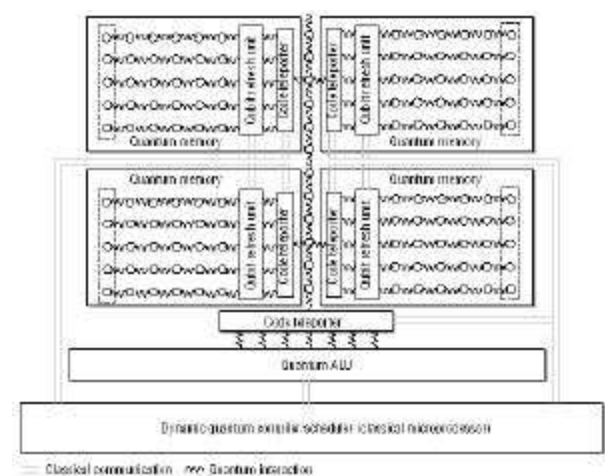 Qubit refresh unit
Code teleporter
Code teleporter
Qubit refresh unit
Quantum memory
Quantum memory
Quantum memory
Quantum memory
Qubit refresh unit
Code teleporter
Code teleporter
Qubit refresh unit
Code teleporter
Quantum ALU
Dynamic quantum compiler/scheduler (classical microprocessor)
Classical communication
Quantum interaction